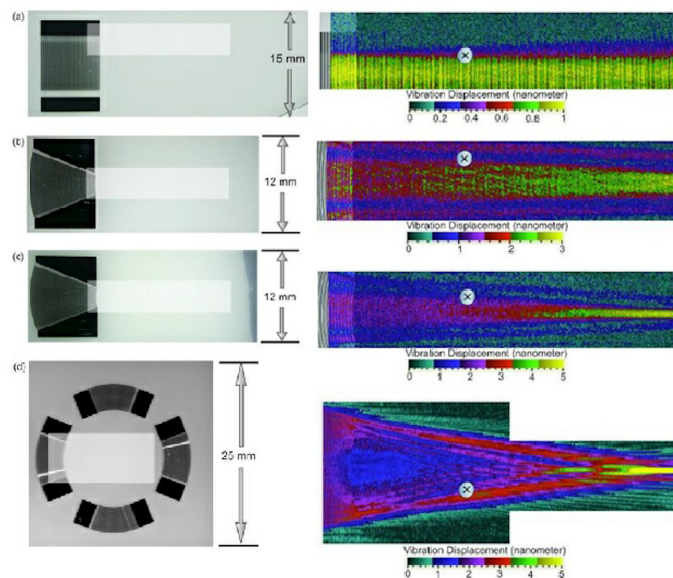 (a)
15 mm
Vibration Displacement (nanometer)
0 0.2 0.4 0.6 0.8 1
(b)
12 mm
Vibration Displacement (nanometer)
0 1 2 3
(c)
12 mm
Vibration Displacement (nanometer)
0 1 2 3 4 5
(d)
25 mm
Vibration Displacement (nanometer)
0 1 2 3 4 5